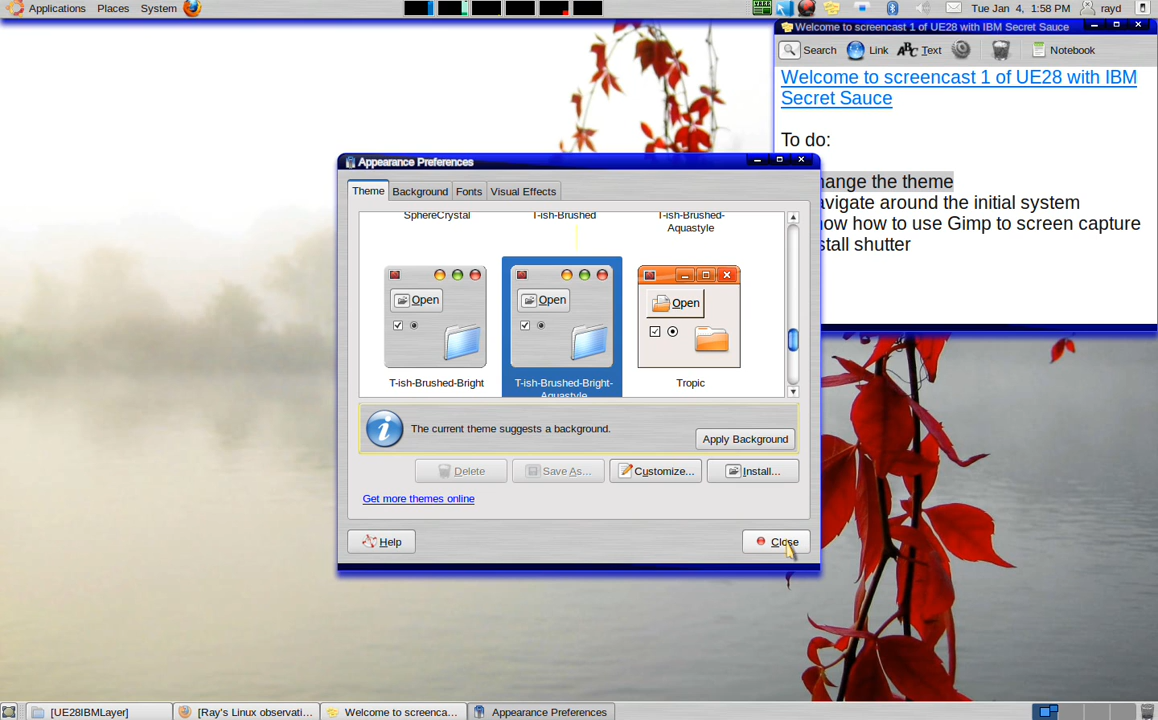 Applications Places System Tue Jan 4, 1:58 PM rayd
Welcome to screencast 1 of UE28 with IBM Secret Sauce
Search Link ABC Text Notebook
Welcome to screencast 1 of UE28 with IBM
Secret Sauce
To do:
hange the theme
avigate around the initial system
ow how to use Gimp to screen capture
stall shutter
Appearance Preferences
Theme Background Fonts Visual Effects
SphereCrystal T-ish-Brushed T-ish-Brushed-
Aquastyle
Open Open Open
T-ish-Brushed-Bright T-ish-Brushed-Bright- Tropic
Aquastyle
The current theme suggests a background.
Apply Background
Delete Save As... Customize... Install...
Get more themes online
Help Close
[UE28IBMLayer] [Ray's Linux observati... Welcome to screenca... Appearance Preferences